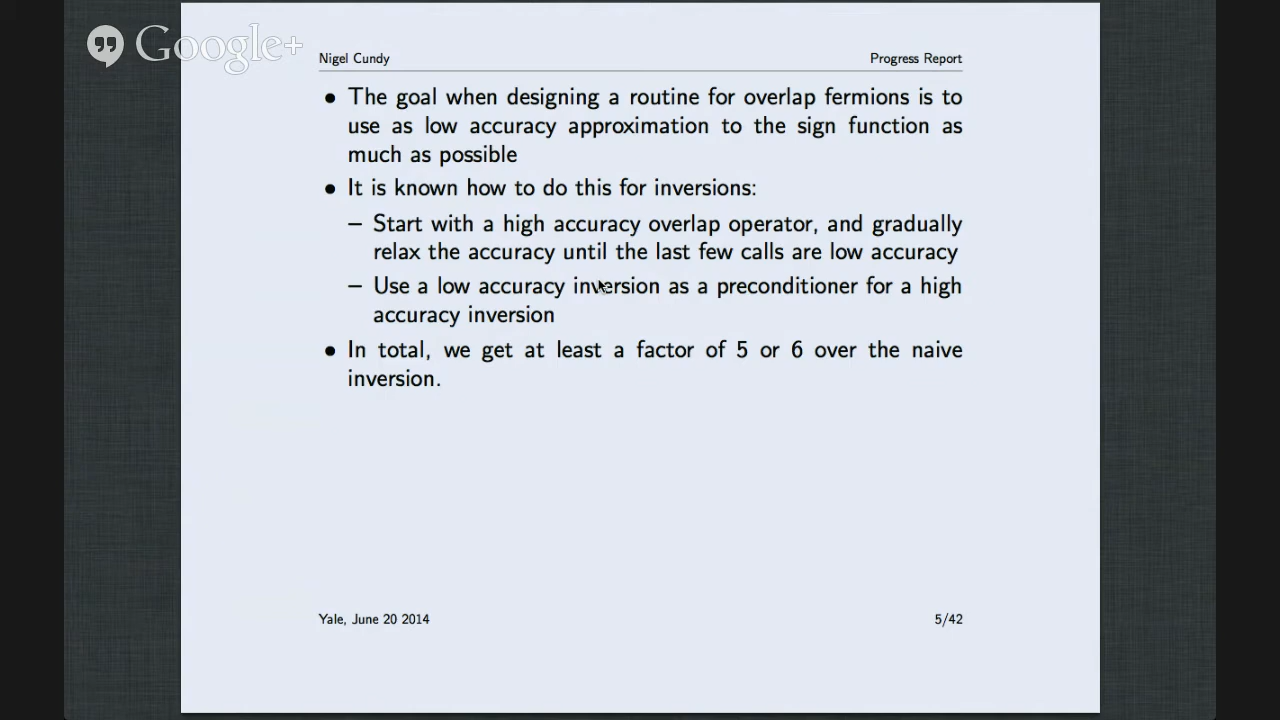 Google+
Nigel Cundy
Progress Report
• The goal when designing a routine for overlap fermions is to
use as low accuracy approximation to the sign function as
much as possible
• It is known how to do this for inversions:
– Start with a high accuracy overlap operator, and gradually
relax the accuracy until the last few calls are low accuracy
– Use a low accuracy inversion as a preconditioner for a high
accuracy inversion
• In total, we get at least a factor of 5 or 6 over the naive
inversion.
Yale, June 20 2014
5/42